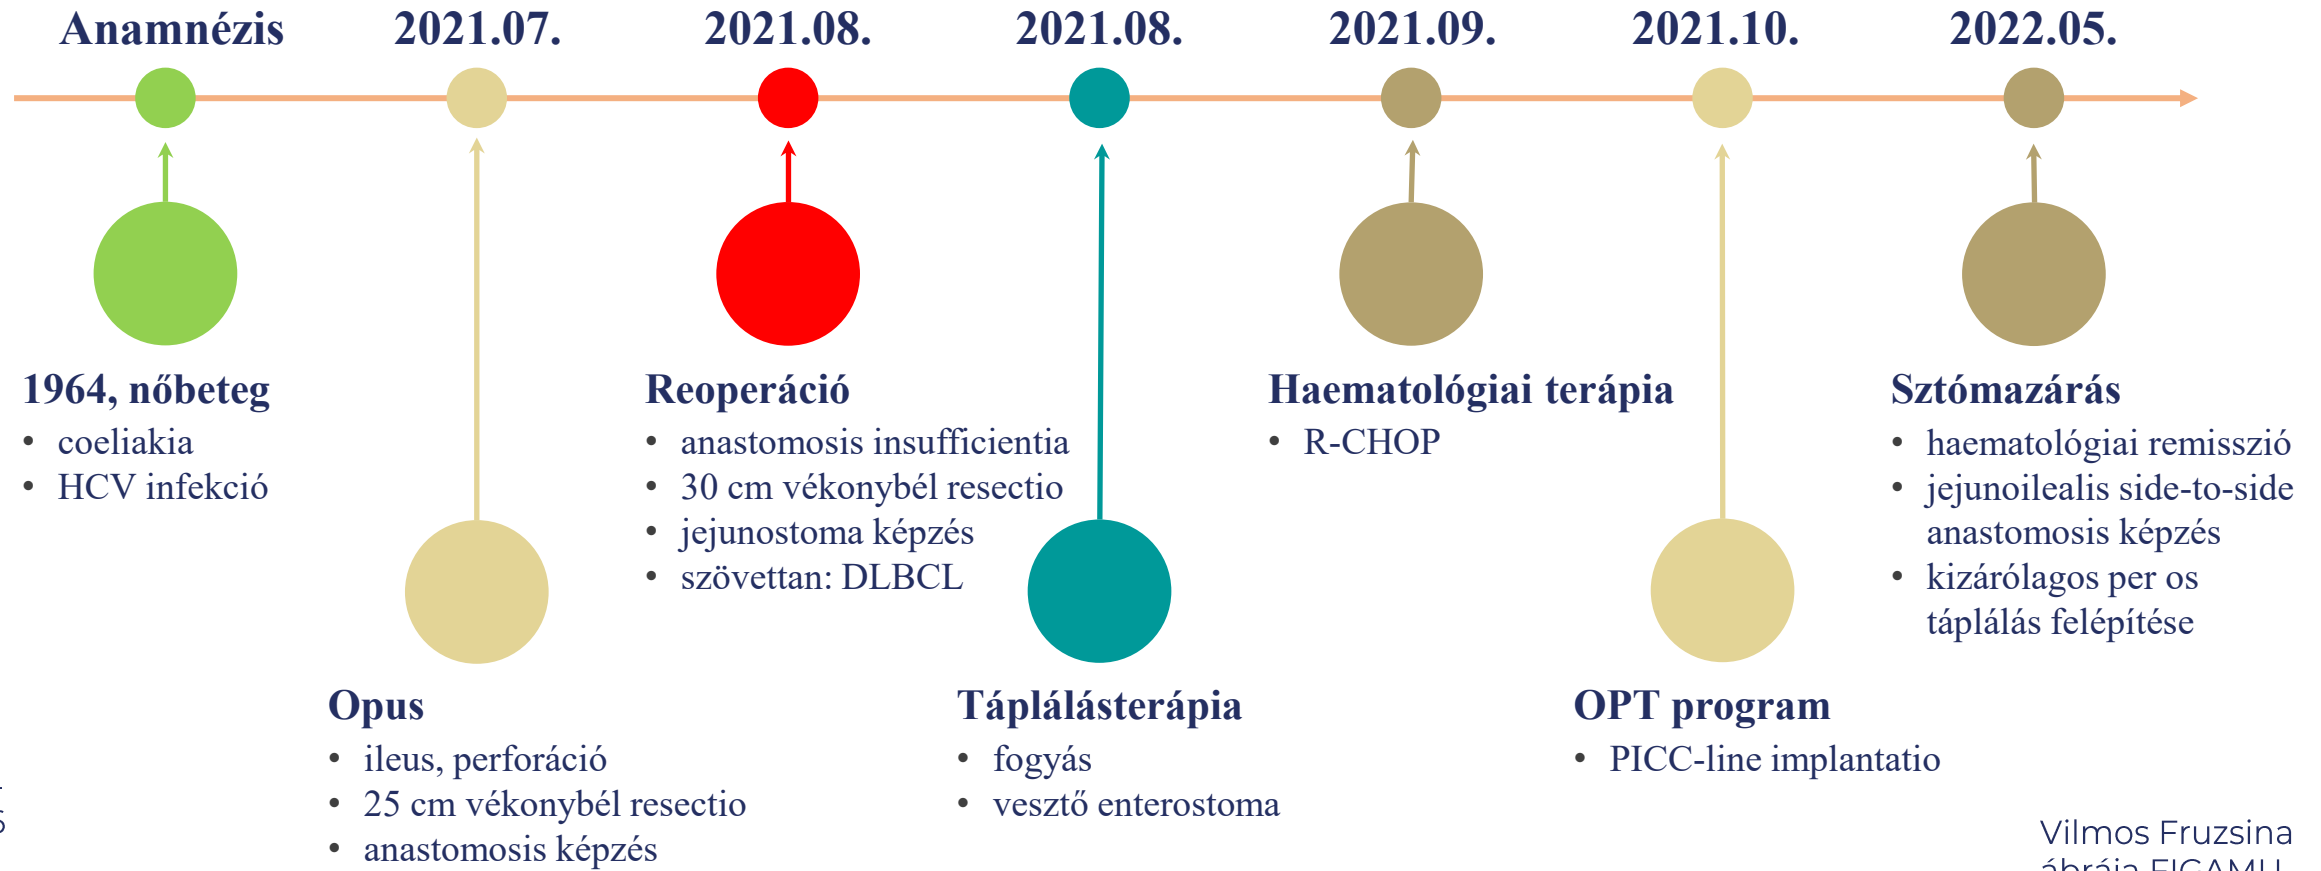 Anamnézis
2021.07.
2021.08.
2021.08.
2021.09.
2021.10.
2022.05.
1964, nőbeteg
• coeliakia
• HCV infekció
Opus
• ileus, perforáció
• 25 cm vékonybél resectio
• anastomosis képzés
Reoperáció
• anastomosis insufficientia
• 30 cm vékonybél resectio
• jejunostoma képzés
• szövettan: DLBCL
Táplálásterápia
• fogyás
• vesztő enterostoma
Haematológiai terápia
• R-CHOP
OPT program
• PICC-line implantatio
Sztómazárás
• haematológiai remisszió
• jejunoilealis side-to-side
anastomosis képzés
• kizárólagos per os
táplálás felépítése
Vilmos Fruzsina
ábrája